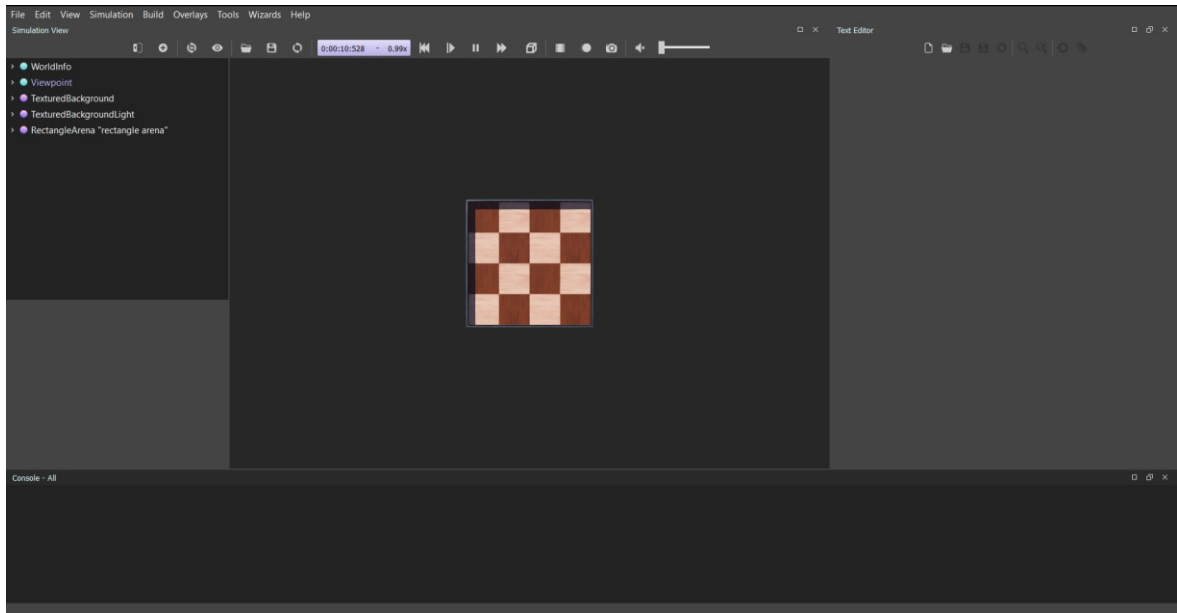 File Edit View Simulation Build Overlays Tools Wizards Help
Simulation View
Text Editor
0:00:10:528 - 0.99x
WorldInfo
Viewpoint
TexturedBackground
TexturedBackgroundLight
RectangleArena "rectangle arena"
Console - All